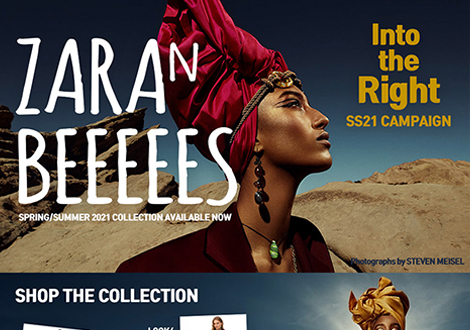 ZARAN
BEEEEES
SPRING/SUMMER 2021 COLLECTION AVAILABLE NOW
Into
the
Right
SS21 CAMPAIGN
Photographs by STEVEN MEISEL
SHOP THE COLLECTION